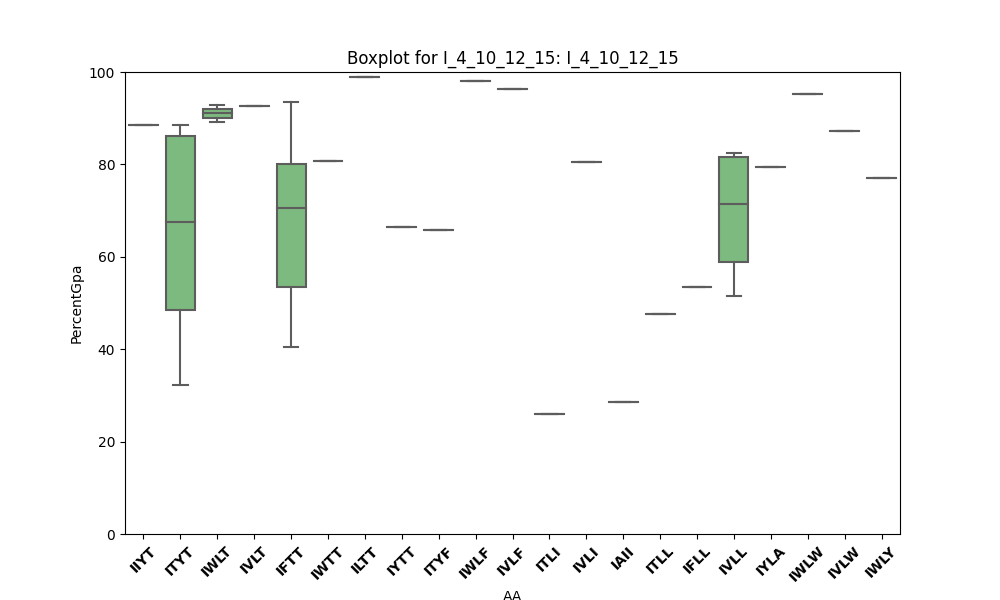 Boxplot for I_4_10_12_15: I_4_10_12_15
100
80
60
40
20
0
PercentGpa
IIYT ITYT IWLT IVLT IFTT IWTT ILTT IYTT ITYF IWLF IVLF ITLI IVLI IAII ITLL IFLL IVLL IYLA IWLW IVLW IWLY
AA